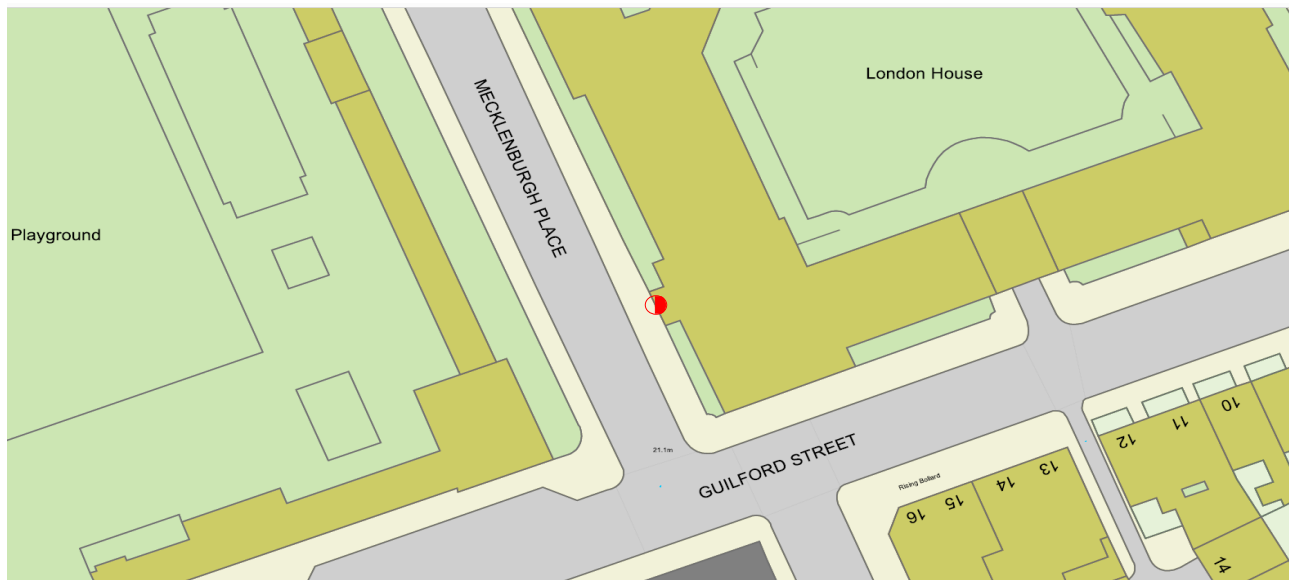 London House
MECKLENBURGH PLACE
Playground
21.1m
GUILFORD STREET
Rising Bollard
16
15
14
13
12
11
10
14